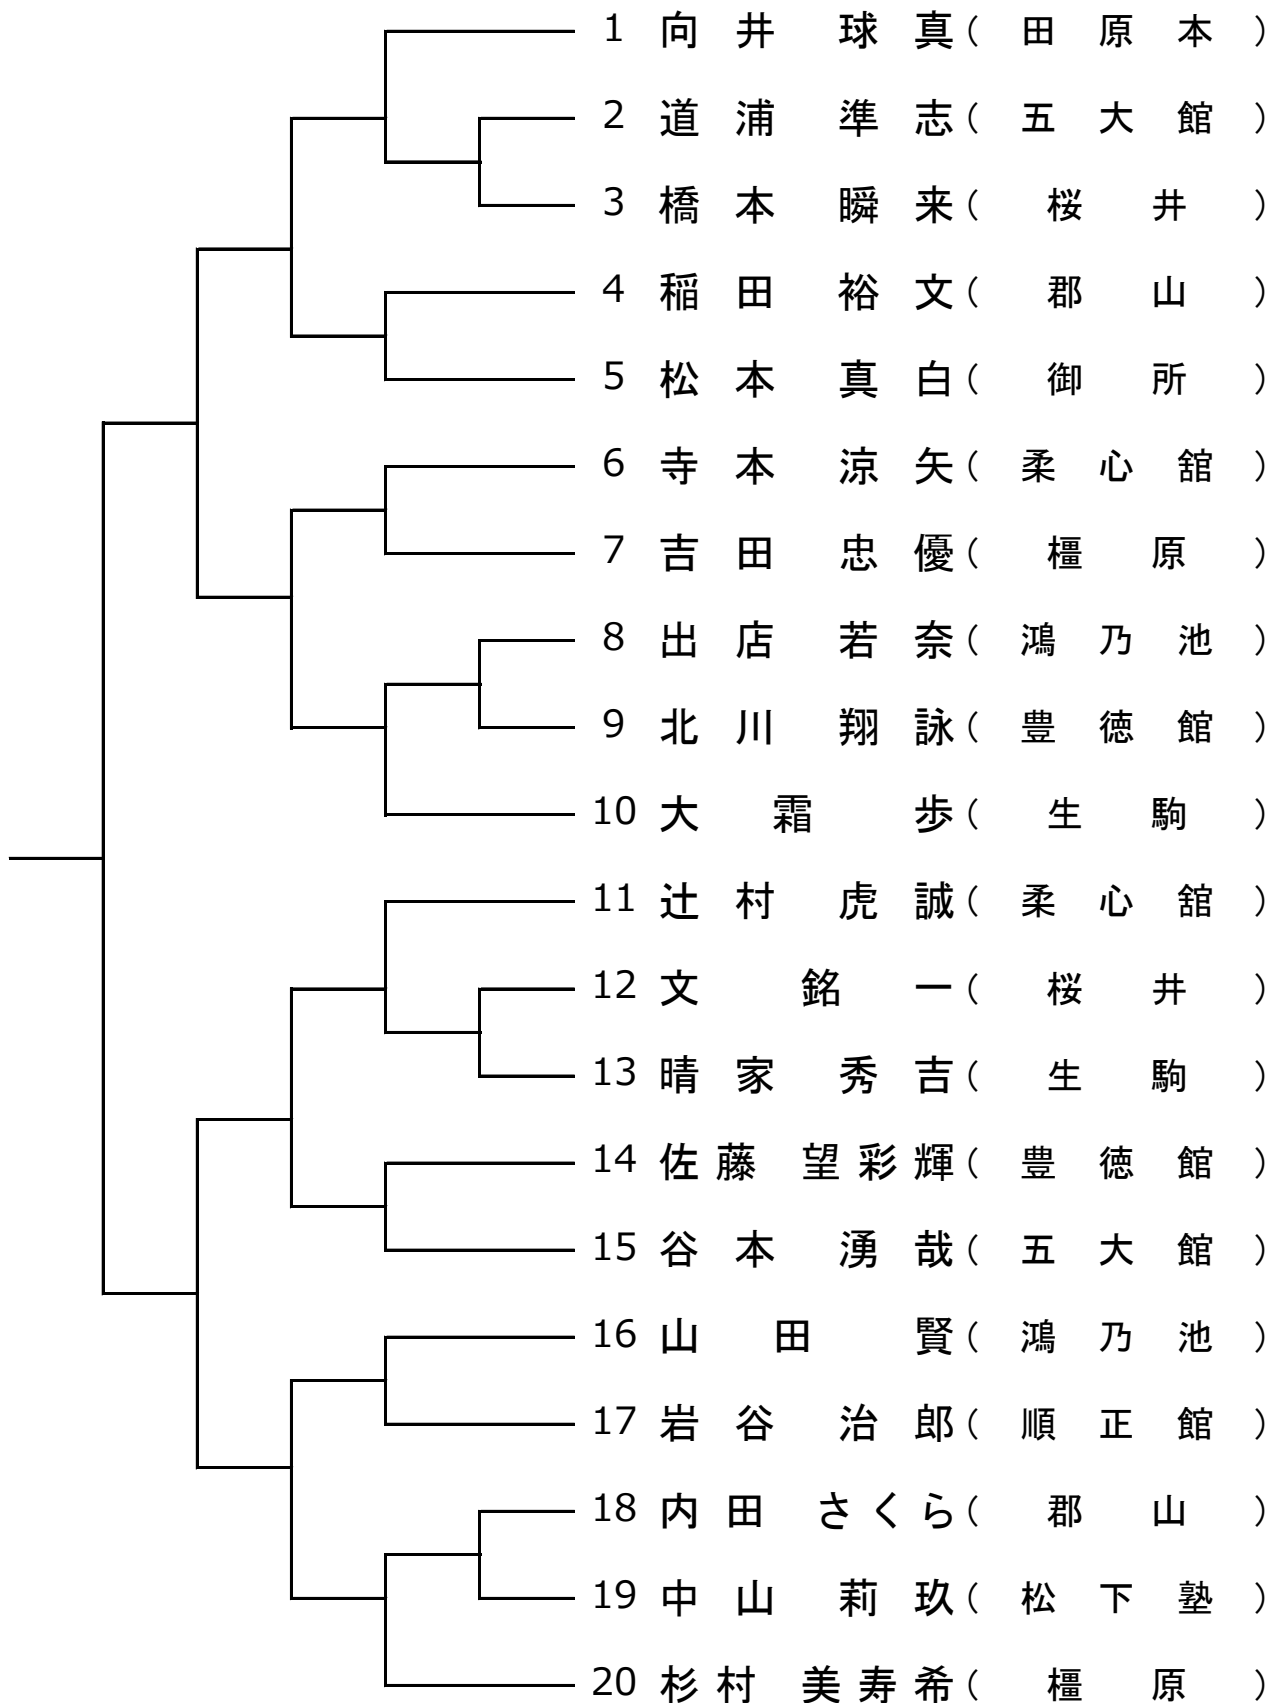 1 向井 球真(田原本)
2 道浦 準志(五大館)
3 橋本 瞬来(桜井)
4 稲田 裕文(郡山)
5 松本 真白(御所)
6 寺本 涼矢(柔心舘)
7 吉田 忠優(橿原)
8 出店 若奈(鴻乃池)
9 北川 翔詠(豊徳館)
10 大霜 歩(生駒)
11 辻村 虎誠(柔心舘)
12 文 銘一(桜井)
13 晴家 秀吉(生駒)
14 佐藤 望彩輝(豊徳館)
15 谷本 湧哉(五大館)
16 山田 賢(鴻乃池)
17 岩谷 治郎(順正館)
18 内田 さくら(郡山)
19 中山 莉玖(松下塾)
20 杉村 美寿希(橿原)